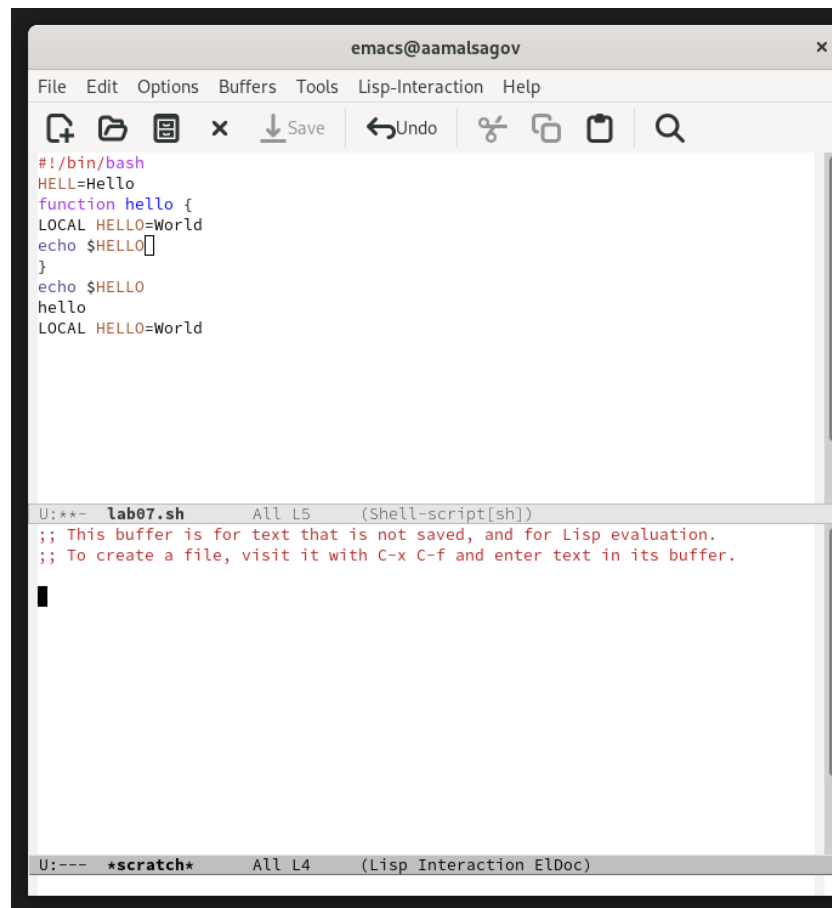 emacs@aamalsagov ×
File Edit Options Buffers Tools Lisp-Interaction Help
Save Undo
#!/bin/bash
HELL=Hello
function hello {
LOCAL HELLO=World
echo $HELLO
}
echo $HELLO
hello
LOCAL HELLO=World
U:**- lab07.sh All L5 (Shell-script[sh])
;; This buffer is for text that is not saved, and for Lisp evaluation.
;; To create a file, visit it with C-x C-f and enter text in its buffer.
U:--- *scratch* All L4 (Lisp Interaction ElDoc)